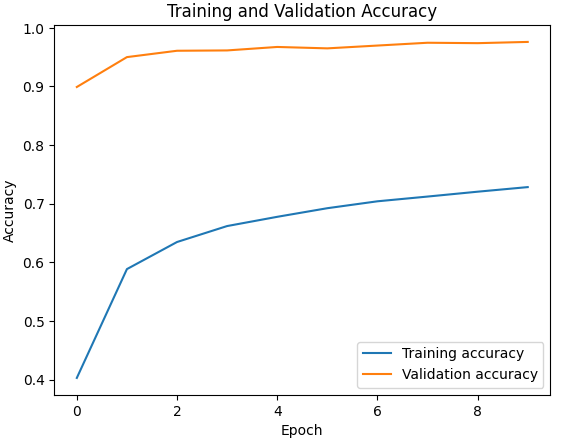 Training and Validation Accuracy
1.0
0.9
0.8
0.7
0.6
0.5
0.4
Accuracy
Training accuracy
Validation accuracy
0 2 4 6 8
Epoch